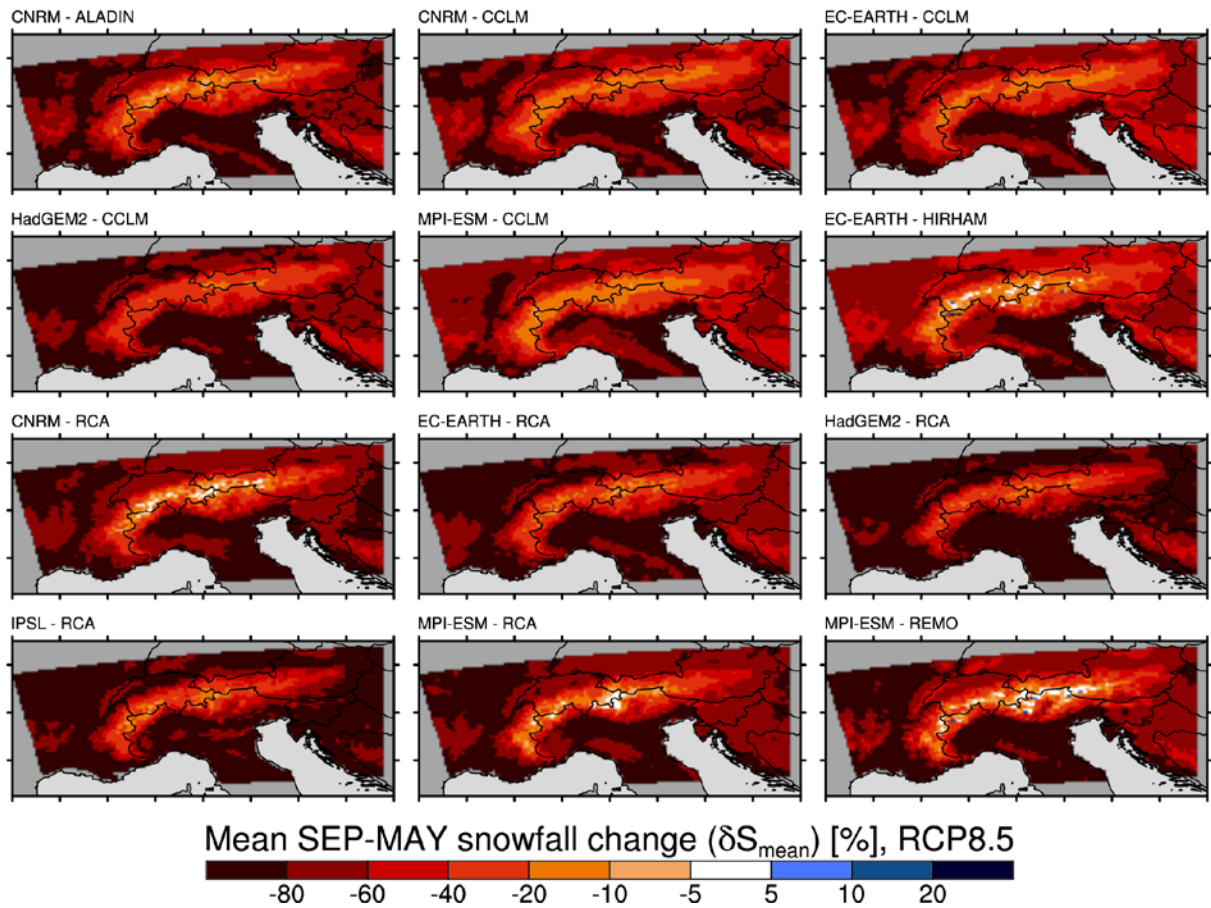 CNRM - ALADIN
CNRM - CCLM
EC-EARTH - CCLM
HadGEM2 - CCLM
MPI-ESM - CCLM
EC-EARTH - HIRHAM
CNRM - RCA
EC-EARTH - RCA
HadGEM2 - RCA
IPSL - RCA
MPI-ESM - RCA
MPI-ESM - REMO
Mean SEP-MAY snowfall change (δSmean) [%], RCP8.5
-80 -60 -40 -20 -10 -5 5 10 20